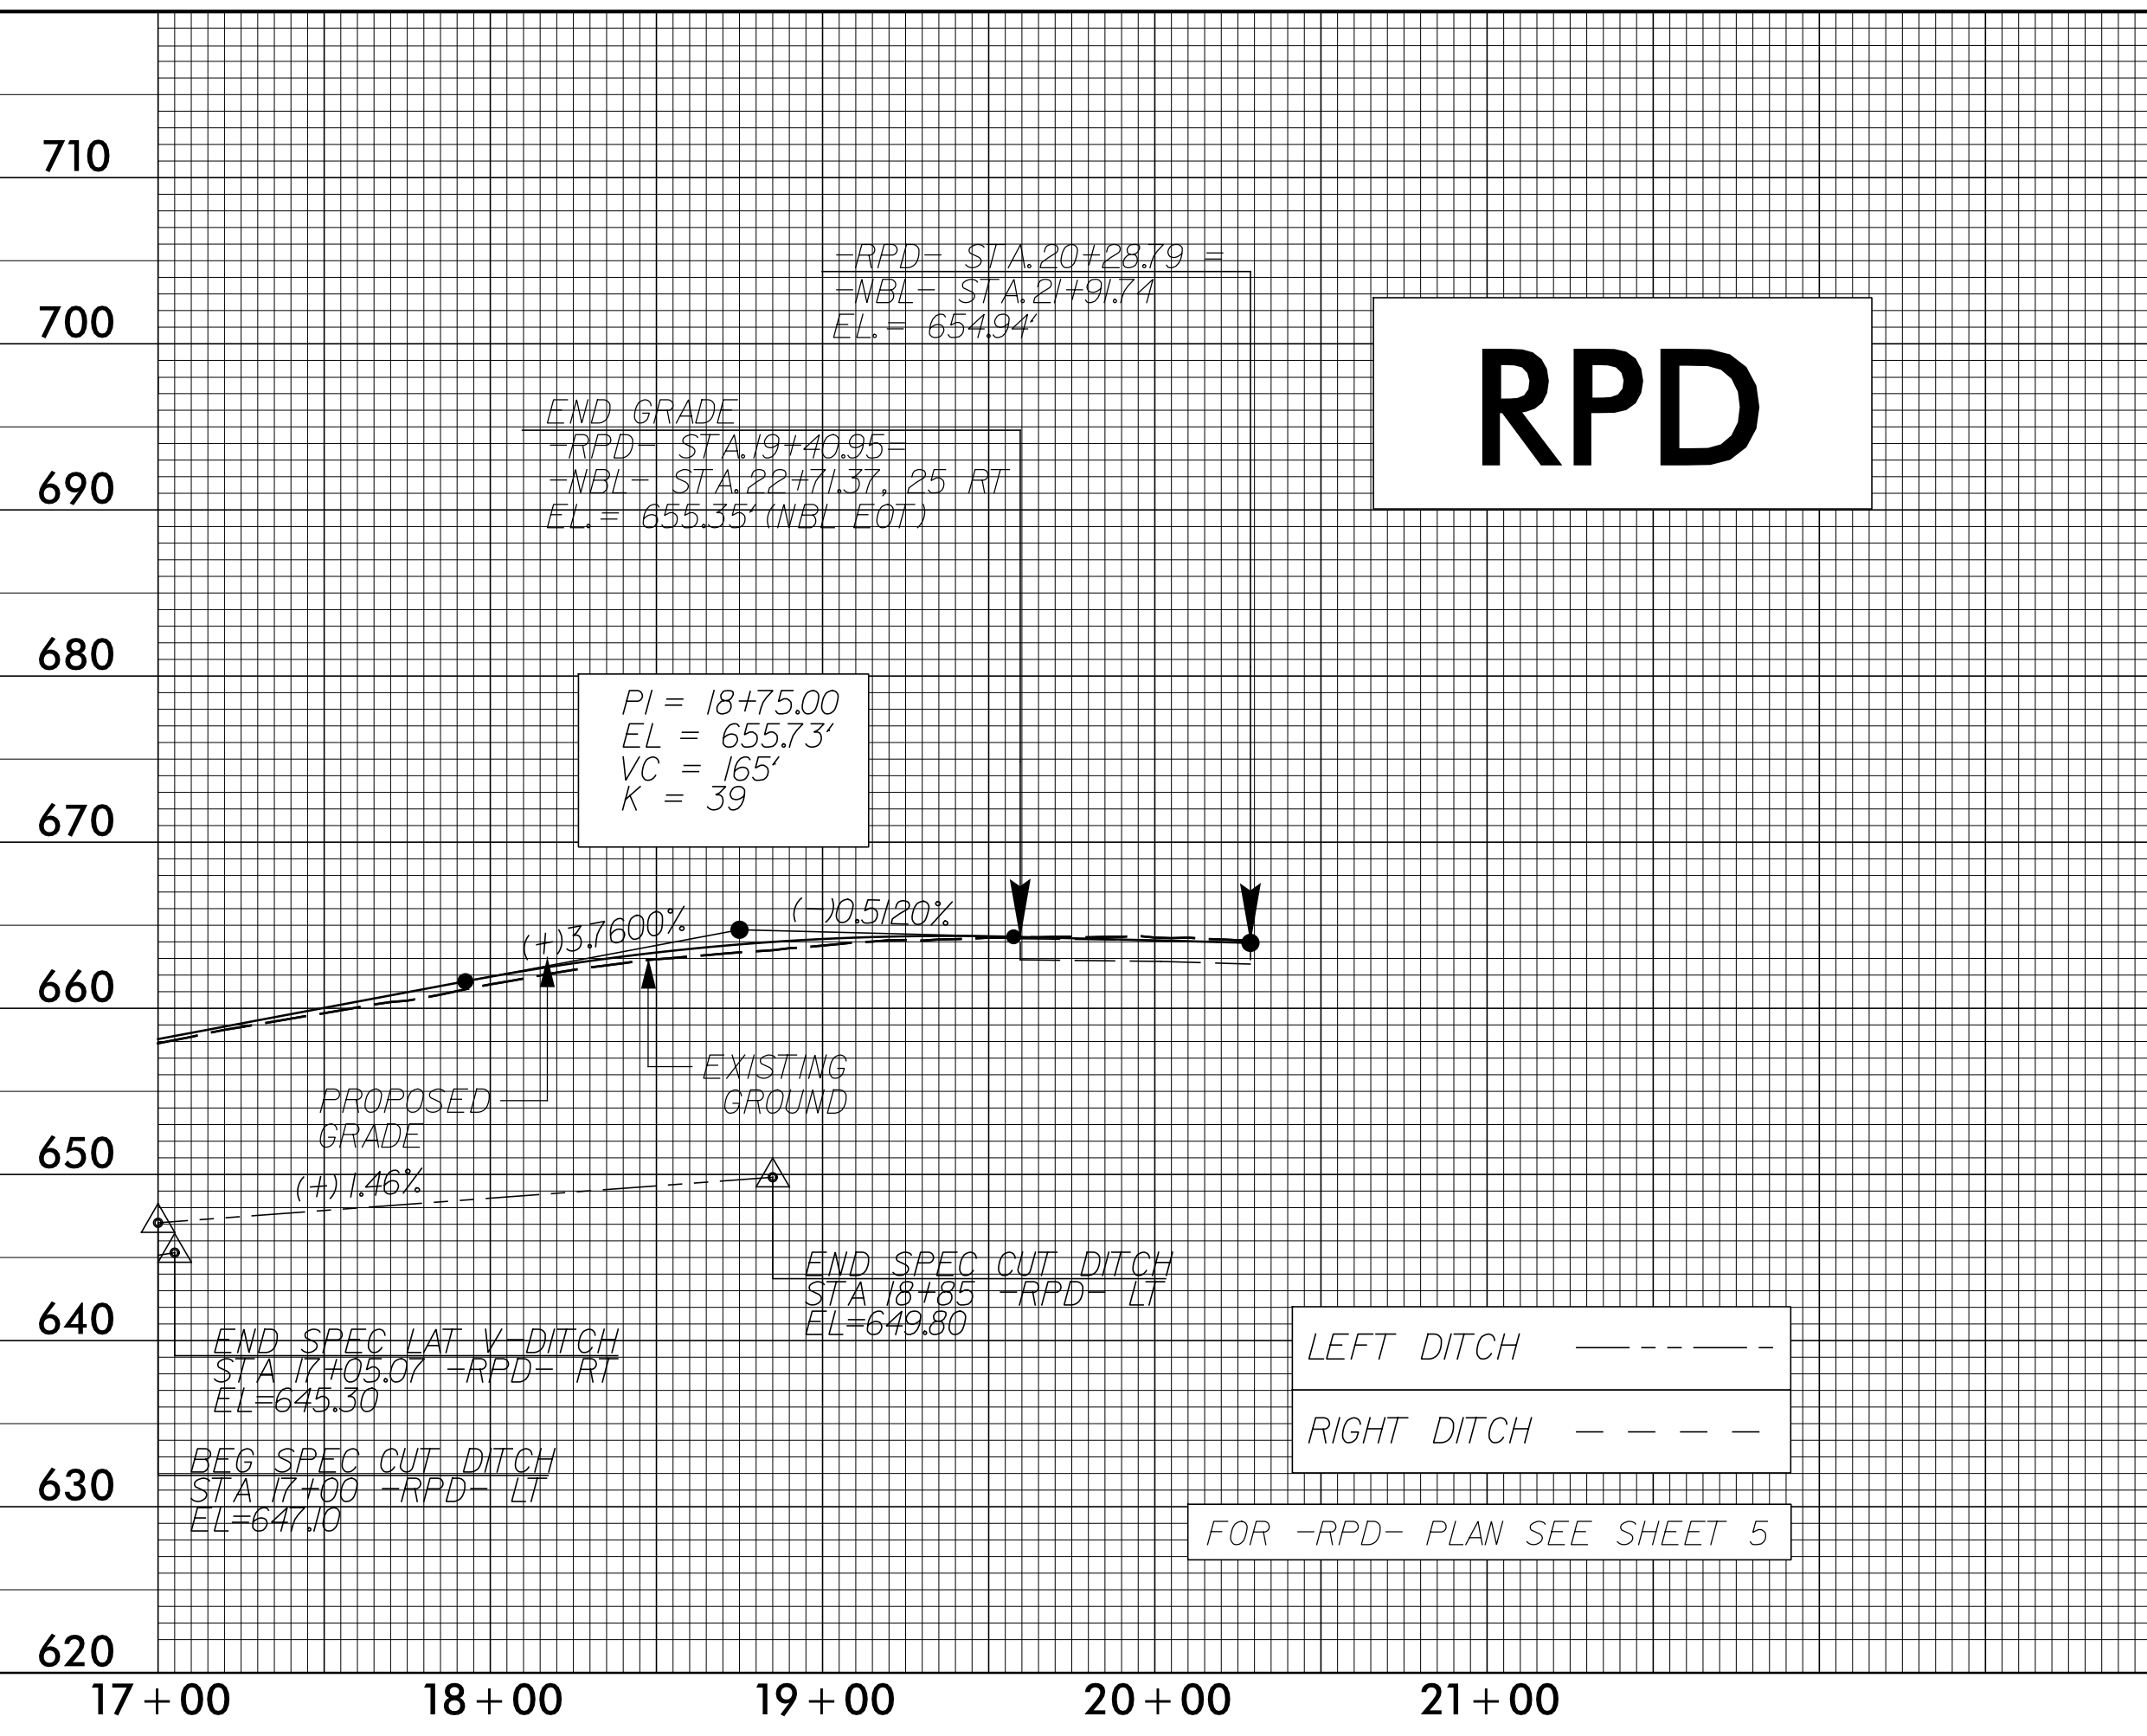 710
700
690
680
670
660
650
640
630
620
-RPD- STA. 20+28.79 =
-NBL- STA. 21+91.74
EL. = 654.94'
RPD
END GRADE
-RPD- STA. 19+40.95=
-NBL- STA. 22+71.37, 25 RT
EL. = 655.35' (NBL EOT)
PI = 18+75.00
EL = 655.73'
VC = 165'
K = 39
(+)3.7600%
(-)0.5120%
EXISTING
GROUND
PROPOSED
GRADE
(+) 1.46%
END SPEC CUT DITCH
STA 18+85 -RPD- LT
EL=649.80
END SPEC LAT V-DITCH
STA 17+05.07 -RPD- RT
EL=645.30
BEG SPEC CUT DITCH
STA 17+00 -RPD- LT
EL=647.10
LEFT DITCH
RIGHT DITCH
FOR -RPD- PLAN SEE SHEET 5
17+00 18+00 19+00 20+00 21+00